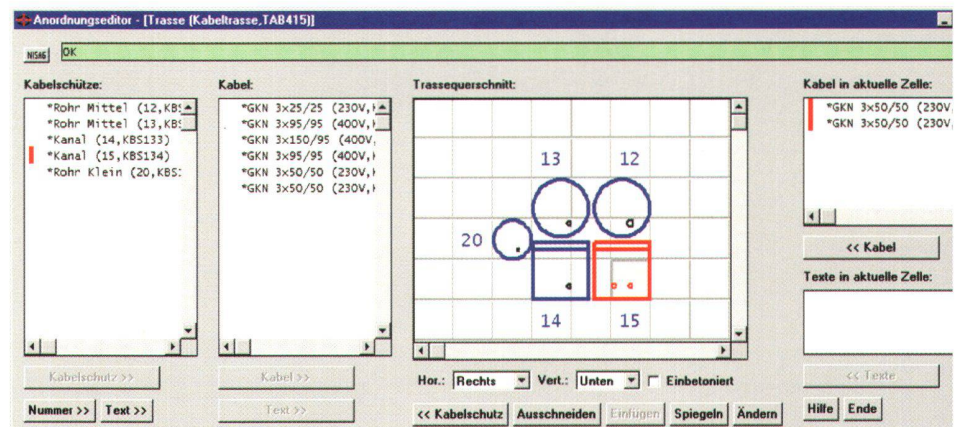 Anordnungseditor - [Trasse (Kabeltrasse,TAB415)]
NIS46 OK
Kabelschütze:
*Rohr Mittel (12,KBS
*Rohr Mittel (13,KBS
*Kanal (14,KBS133)
*Kanal (15,KBS134)
*Rohr Klein (20,KBS
Kabelschutz >>
Nummer >> Text >>
Kabel:
*GKN 3x25/25 (230V,
*GKN 3x95/95 (400V,
*GKN 3x150/95 (400V,
*GKN 3x95/95 (400V,
*GKN 3x50/50 (230V,
*GKN 3x50/50 (230V,
Kabel >>
Text >>
Trassequerschnitt:
13 12
20
14 15
Hor.: Rechts Vert.: Unten Einbetoniert
<< Kabelschutz Ausschneiden Einfügen Spiegeln Ändern
Kabel in aktuelle Zelle:
*GKN 3x50/50 (230V
*GKN 3x50/50 (230V,
<< Kabel
Texte in aktuelle Zelle:
<< Texte
Hilfe Ende